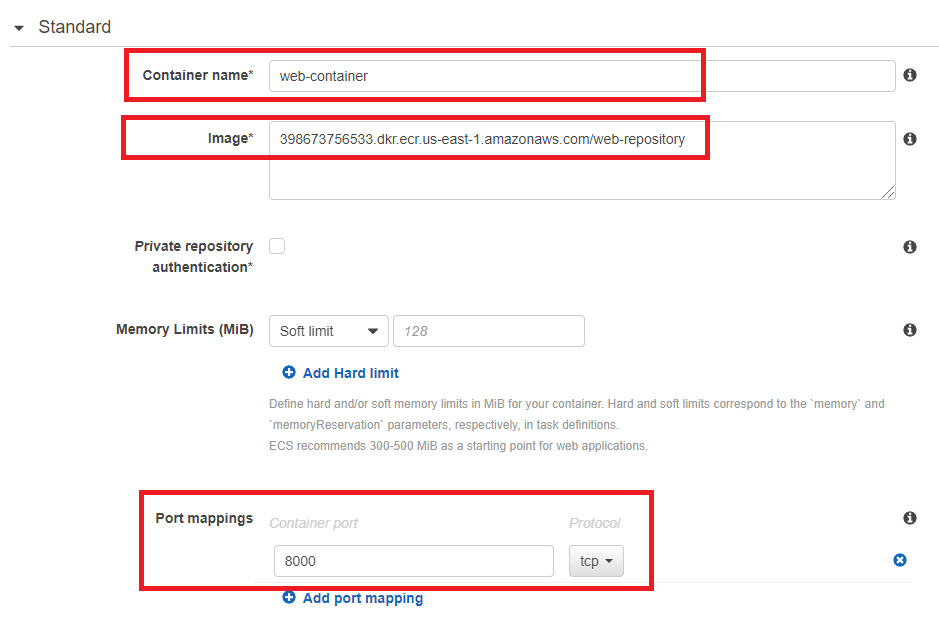 Standard
Container name* web-container
Image* 398673756533.dkr.ecr.us-east-1.amazonaws.com/web-repository
Private repository
authentication*
Memory Limits (MiB) Soft limit 128
Add Hard limit
Define hard and/or soft memory limits in MiB for your container. Hard and soft limits correspond to the `memory` and
`memoryReservation` parameters, respectively, in task definitions.
ECS recommends 300-500 MiB as a starting point for web applications.
Port mappings Container port Protocol
8000 tcp
Add port mapping